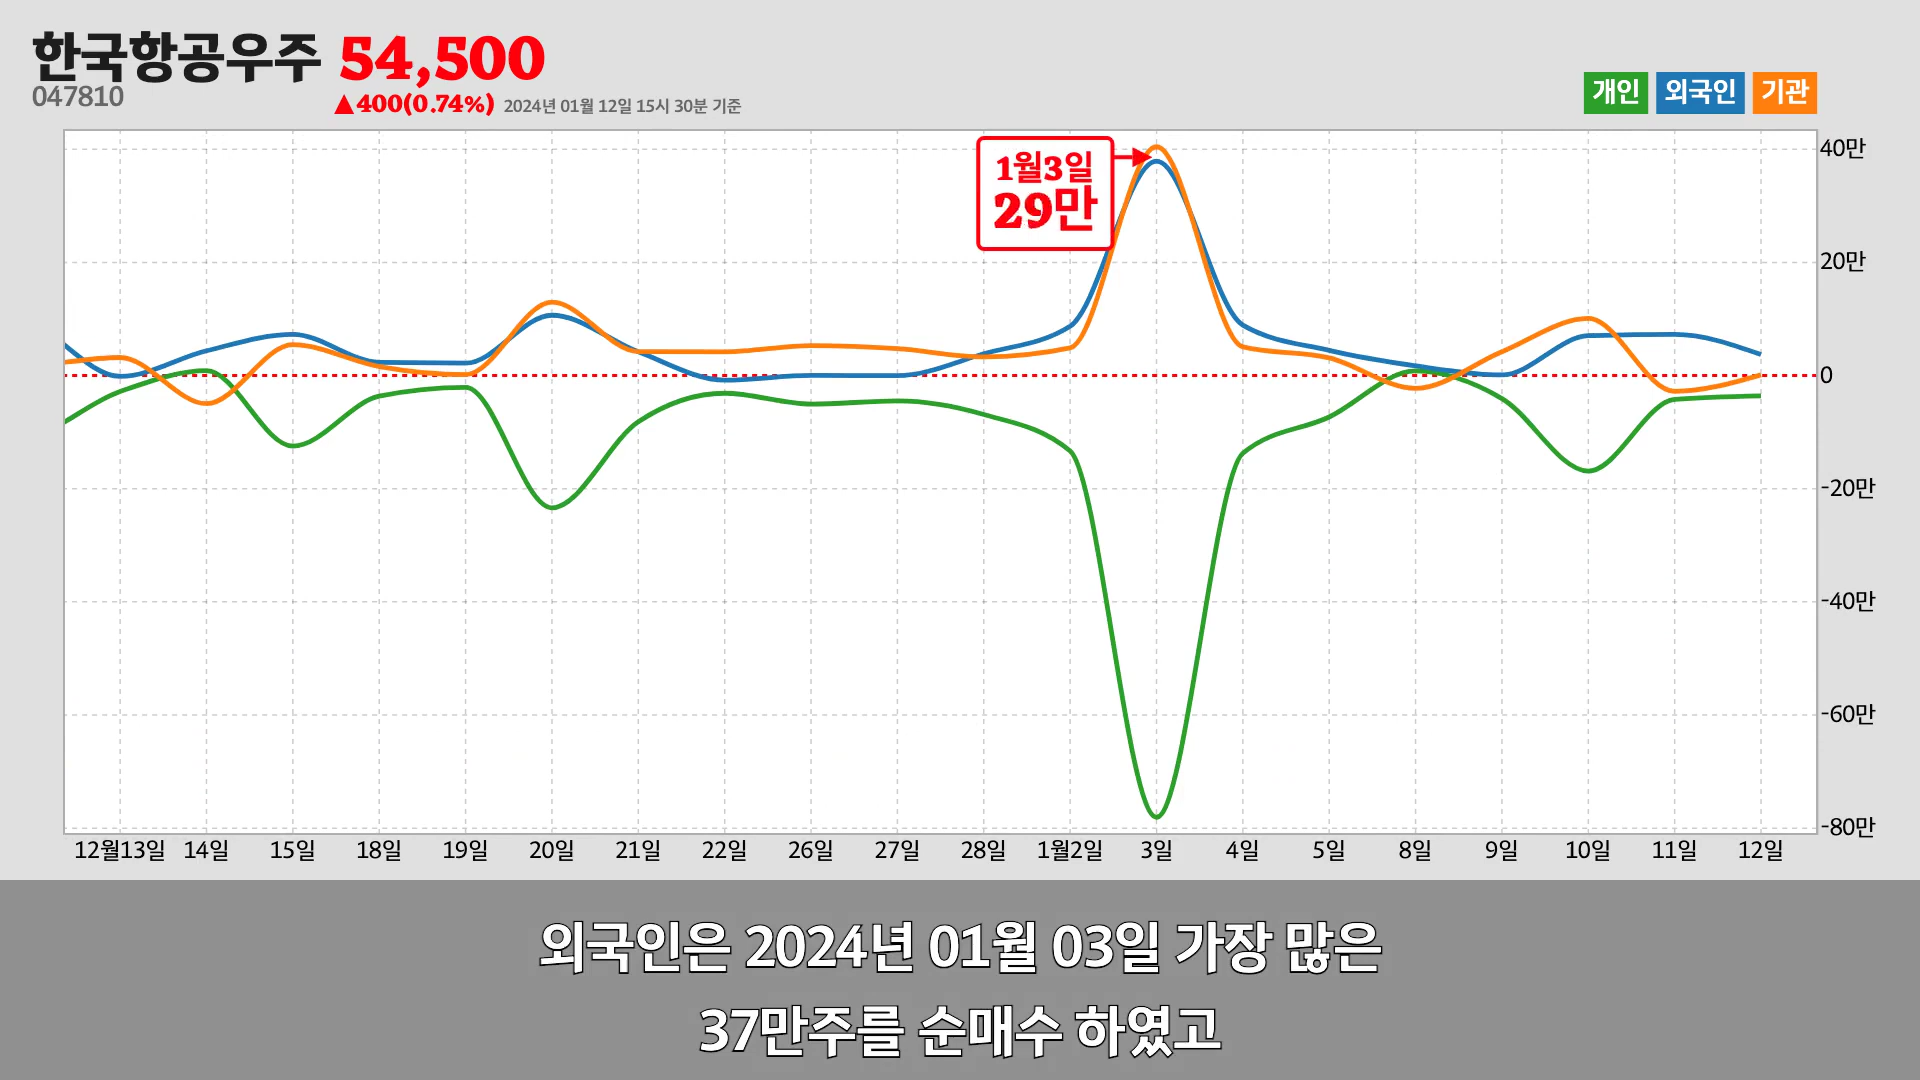 한국항공우주 54,500
047810
▲400(0.74%) 2024년 01월 12일 15시 30분 기준
개인 외국인 기관
1월3일
29만
40만
20만
0
-20만
-40만
-60만
-80만
12월13일 14일 15일 18일 19일 20일 21일 22일 26일 27일 28일 1월2일 3일 4일 5일 8일 9일 10일 11일 12일
외국인은 2024년 01월 03일 가장 많은
37만주를 순매수 하였고